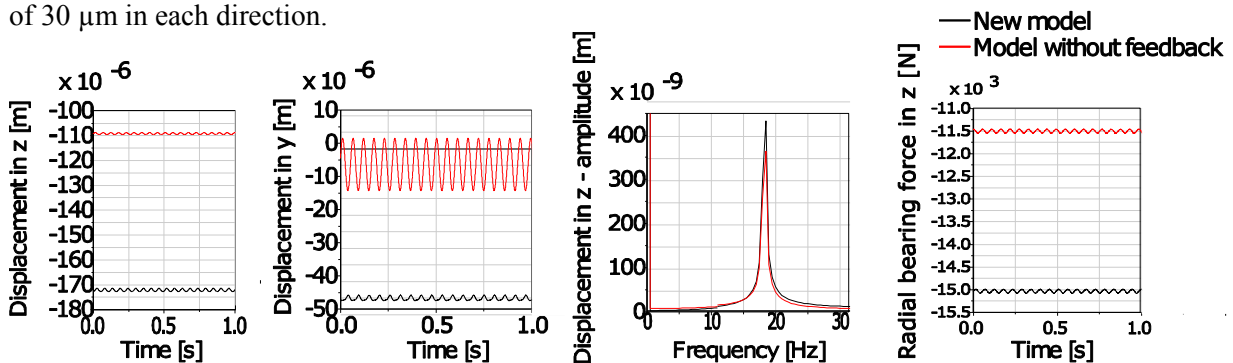 of 30 µm in each direction.
New model
Model without feedback
x 10 -6
Displacement in z [m]
-100
-110
-120
-130
-140
-150
-160
-170
-180
0.0 0.5 1.0
Time [s]
x 10 -6
Displacement in y [m]
10
0
-10
-20
-30
-40
-50
0.0 0.5 1.0
Time [s]
x 10 -9
Displacement in z - amplitude [m]
400
300
200
100
0
0 10 20 30
Frequency [Hz]
x 10 3
Radial bearing force in z [N]
-11.0
-11.5
-12.0
-12.5
-13.0
-13.5
-14.0
-14.5
-15.0
-15.5
0.0 0.5 1.0
Time [s]